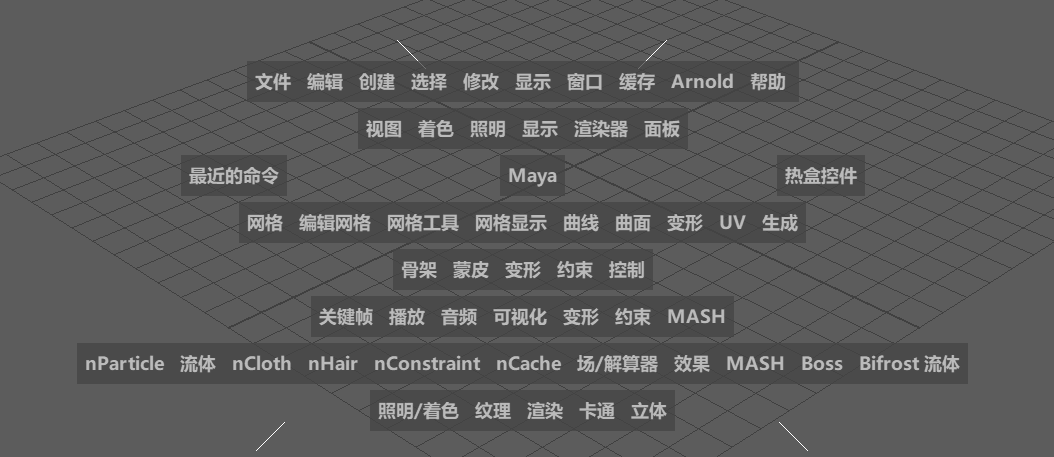 文件 编辑 创建 选择 修改 显示 窗口 缓存 Arnold 帮助
视图 着色 照明 显示 渲染器 面板
最近的命令 Maya 热盒控件
网格 编辑网格 网格工具 网格显示 曲线 曲面 变形 UV 生成
骨架 蒙皮 变形 约束 控制
关键帧 播放 音频 可视化 变形 约束 MASH
nParticle 流体 nCloth nHair nConstraint nCache 场/解算器 效果 MASH Boss Bifrost 流体
照明/着色 纹理 渲染 卡通 立体